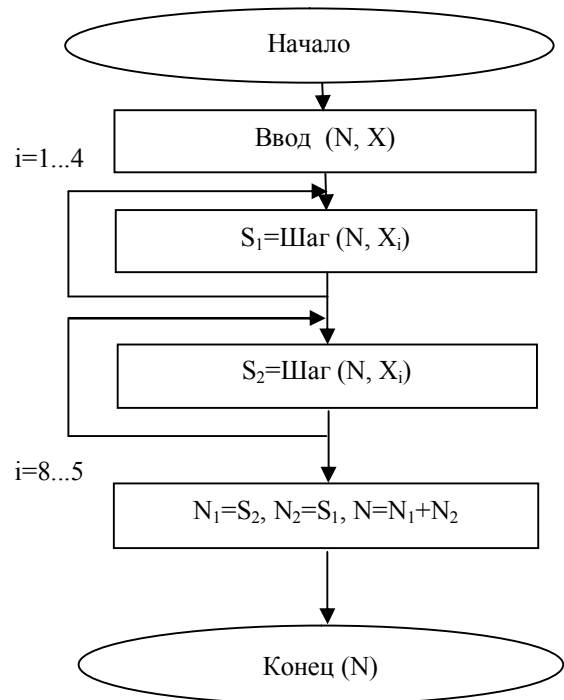 Начало
Ввод (N, X)
i=1...4
S₁=Шаг (N, Xᵢ)
S₂=Шаг (N, Xᵢ)
i=8...5
N₁=S₂, N₂=S₁, N=N₁+N₂
Конец (N)